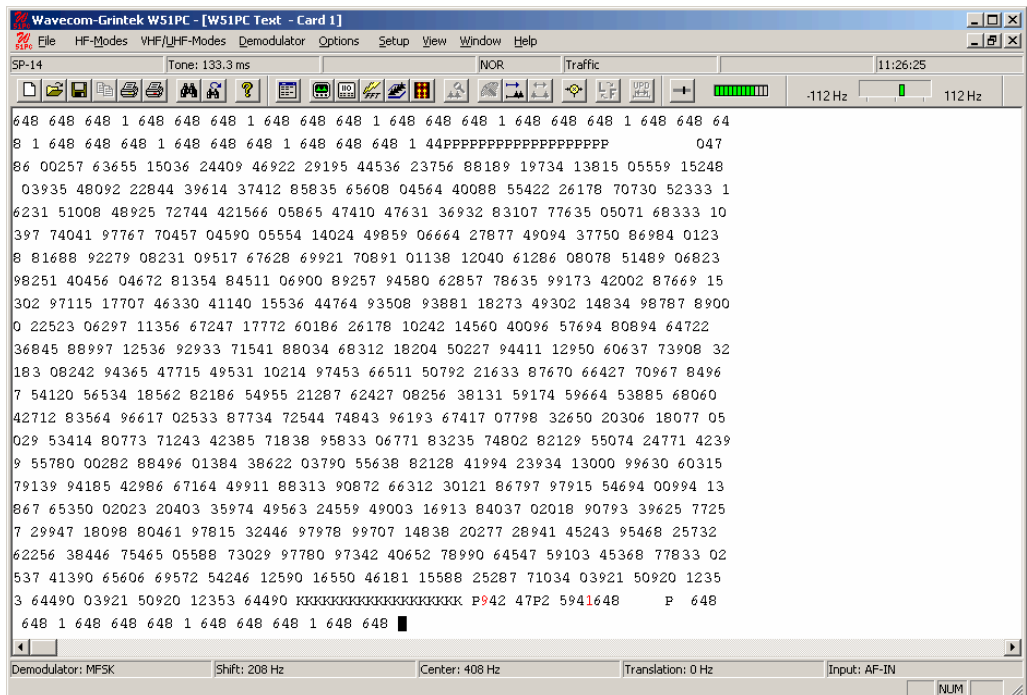 Wavecom-Grintek W51PC - [W51PC Text - Card 1]
File HF-Modes VHF/UHF-Modes Demodulator Options Setup View Window Help
SP-14 Tone: 133.3 ms NOR Traffic 11:26:25
-112 Hz 112 Hz
648 648 648 1 648 648 648 1 648 648 648 1 648 648 648 1 648 648 648 1 648 648 64
8 1 648 648 648 1 648 648 648 1 648 648 648 1 44PPPPPPPPPPPPPPPPPPP 047
86 00257 63655 15036 24409 46922 29195 44536 23756 88189 19734 13815 05559 15248
03935 48092 22844 39614 37412 85835 65608 04564 40088 55422 26178 70730 52333 1
6231 51008 48925 72744 421566 05865 47410 47631 36932 83107 77635 05071 68333 10
397 74041 97767 70457 04590 05554 14024 49859 06664 27877 49094 37750 86984 0123
8 81688 92279 08231 09517 67628 69921 70891 01138 12040 61286 08078 51489 06823
98251 40456 04672 81354 84511 06900 89257 94580 62857 78635 99173 42002 87669 15
302 97115 17707 46330 41140 15536 44764 93508 93881 18273 49302 14834 98787 8900
0 22523 06297 11356 67247 17772 60186 26178 10242 14560 40096 57694 80894 64722
36845 88997 12536 92933 71541 88034 68312 18204 50227 94411 12950 60637 73908 32
183 08242 94365 47715 49531 10214 97453 66511 50792 21633 87670 66427 70967 8496
7 54120 56534 18562 82186 54955 21287 62427 08256 38131 59174 59664 53885 68060
42712 83564 96617 02533 87734 72544 74843 96193 67417 07798 32650 20306 18077 05
029 53414 80773 71243 42385 71838 95833 06771 83235 74802 82129 55074 24771 4239
9 55780 00282 88496 01384 38622 03790 55638 82128 41994 23934 13000 99630 60315
79139 94185 42986 67164 49911 88313 90872 66312 30121 86797 97915 54694 00994 13
867 65350 02023 20403 35974 49563 24559 49003 16913 84037 02018 90793 39625 7725
7 29947 18098 80461 97815 32446 97978 99707 14838 20277 28941 45243 95468 25732
62256 38446 75465 05588 73029 97780 97342 40652 78990 64547 59103 45368 77833 02
537 41390 65606 69572 54246 12590 16550 46181 15588 25287 71034 03921 50920 1235
3 64490 03921 50920 12353 64490 KKKKKKKKKKKKKKKKKKK P942 47P2 5941648 P 648
648 1 648 648 648 1 648 648 648 1 648 648
Demodulator: MFSK Shift: 208 Hz Center: 408 Hz Translation: 0 Hz Input: AF-IN
NUM